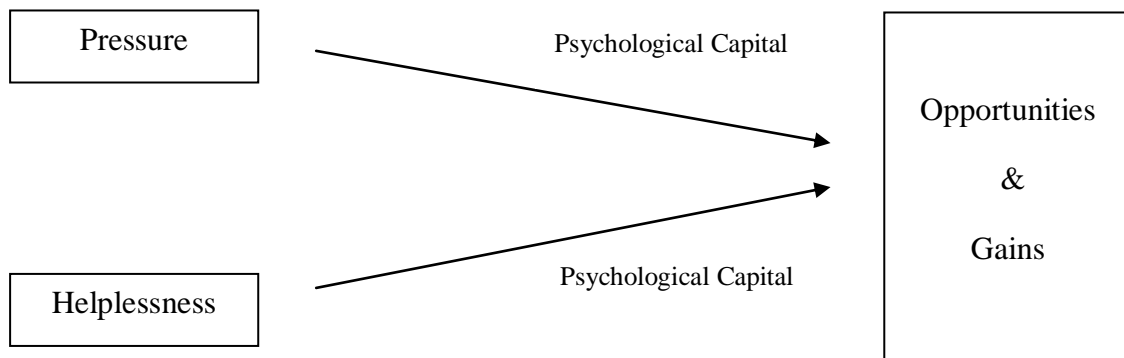 Pressure
Psychological Capital
Opportunities
&
Gains
Psychological Capital
Helplessness